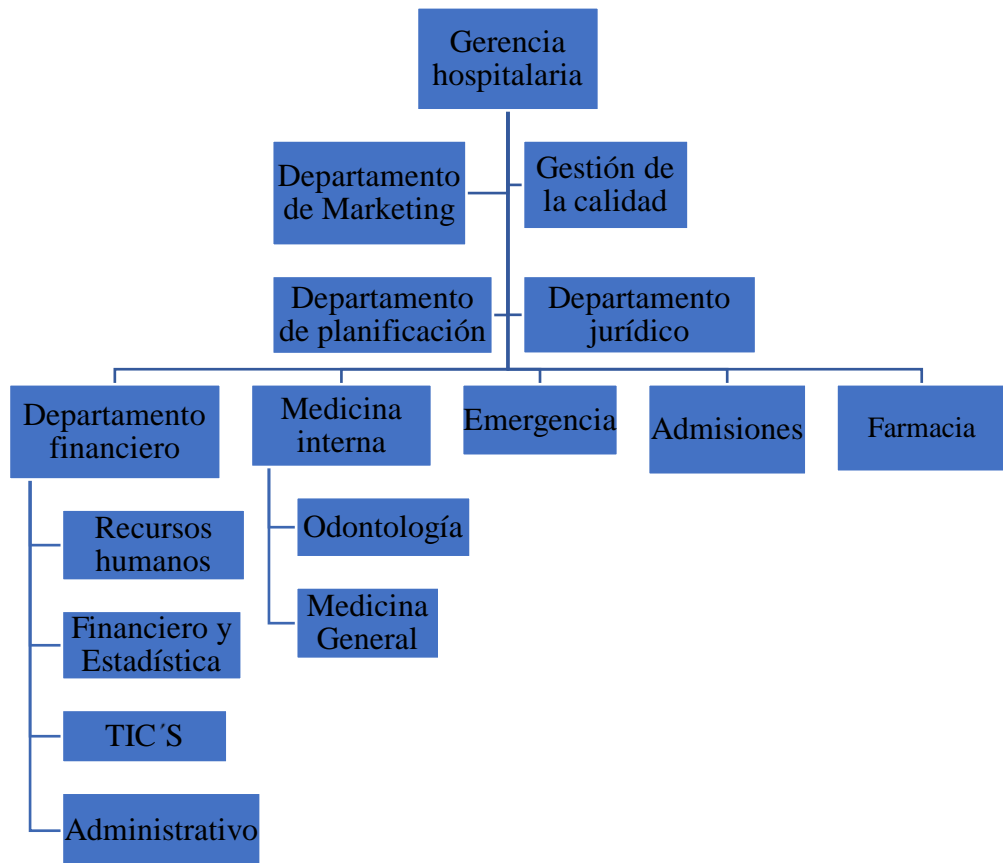 Gerencia
hospitalaria
Departamento
de Marketing
Gestión de
la calidad
Departamento
de planificación
Departamento
jurídico
Departamento
financiero
Medicina
interna
Emergencia
Admisiones
Farmacia
Recursos
humanos
Financiero y
Estadística
TIC´S
Administrativo
Odontología
Medicina
General